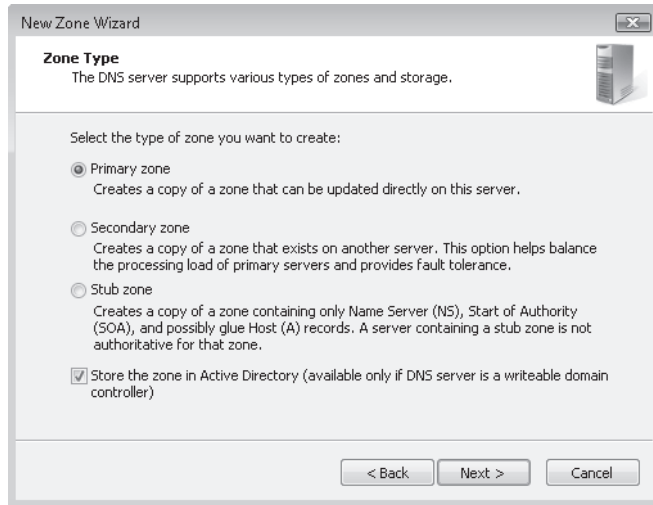 New Zone Wizard
Zone Type
The DNS server supports various types of zones and storage.
Select the type of zone you want to create:
Primary zone
Creates a copy of a zone that can be updated directly on this server.
Secondary zone
Creates a copy of a zone that exists on another server. This option helps balance
the processing load of primary servers and provides fault tolerance.
Stub zone
Creates a copy of a zone containing only Name Server (NS), Start of Authority
(SOA), and possibly glue Host (A) records. A server containing a stub zone is not
authoritative for that zone.
Store the zone in Active Directory (available only if DNS server is a writeable domain
controller)
< Back Next > Cancel